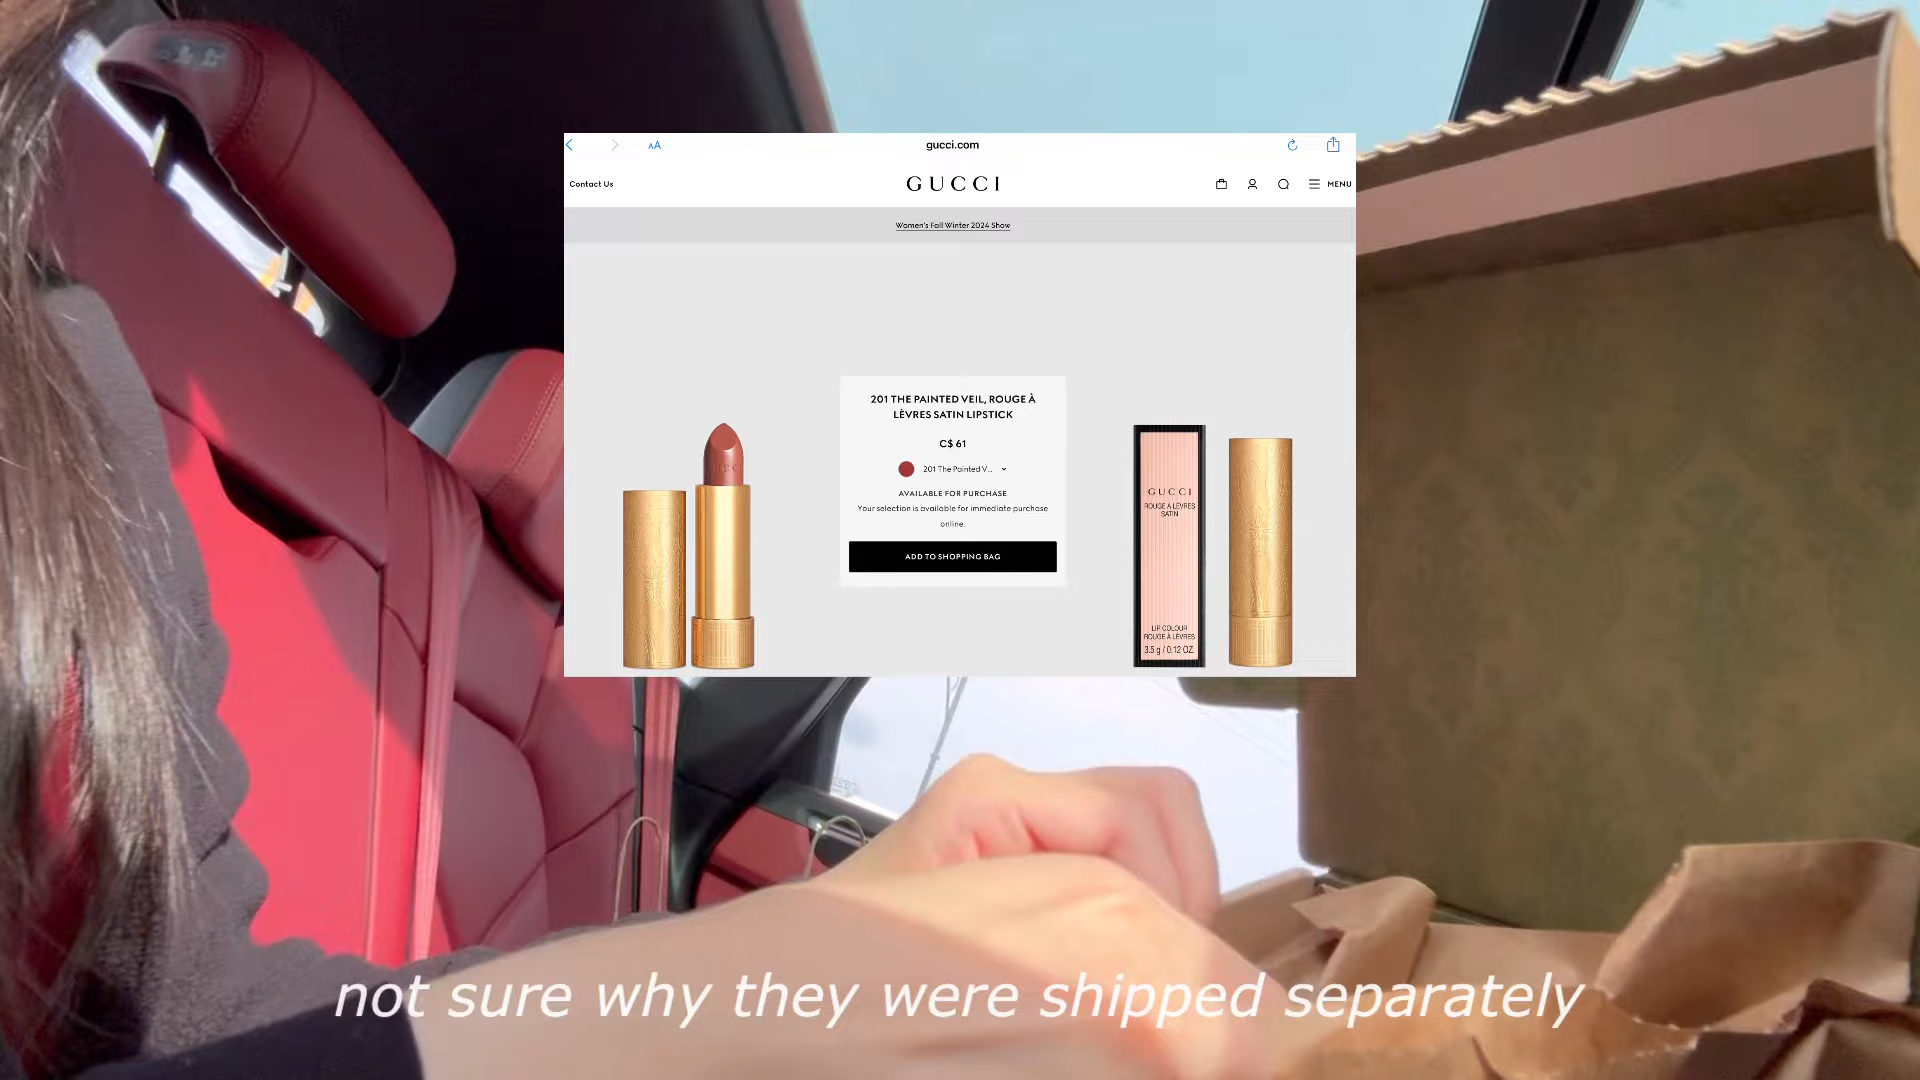 AA
gucci.com
Contact Us
GUCCI
MENU
Women's Fall Winter 2024 Show
201 THE PAINTED VEIL, ROUGE À
LÈVRES SATIN LIPSTICK
C$ 61
201 The Painted V...
AVAILABLE FOR PURCHASE
Your selection is available for immediate purchase
online.
ADD TO SHOPPING BAG
GUCCI
ROUGE À LÈVRES
SATIN
LIP COLOUR
ROUGE À LÈVRES
3.5 g / 0.12 OZ.
not sure why they were shipped separately